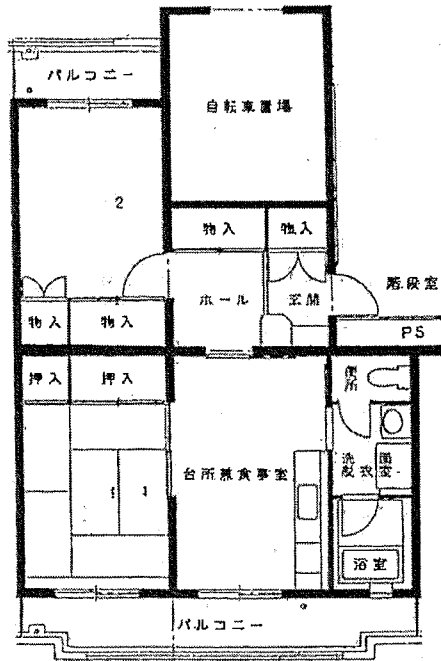 バルコニー
自転車置場
2
物入
物入
ホール
玄関
階段室
PS
物入
物入
押入
押入
便所
台所兼食事室
洗面
脱衣室
浴室
バルコニー